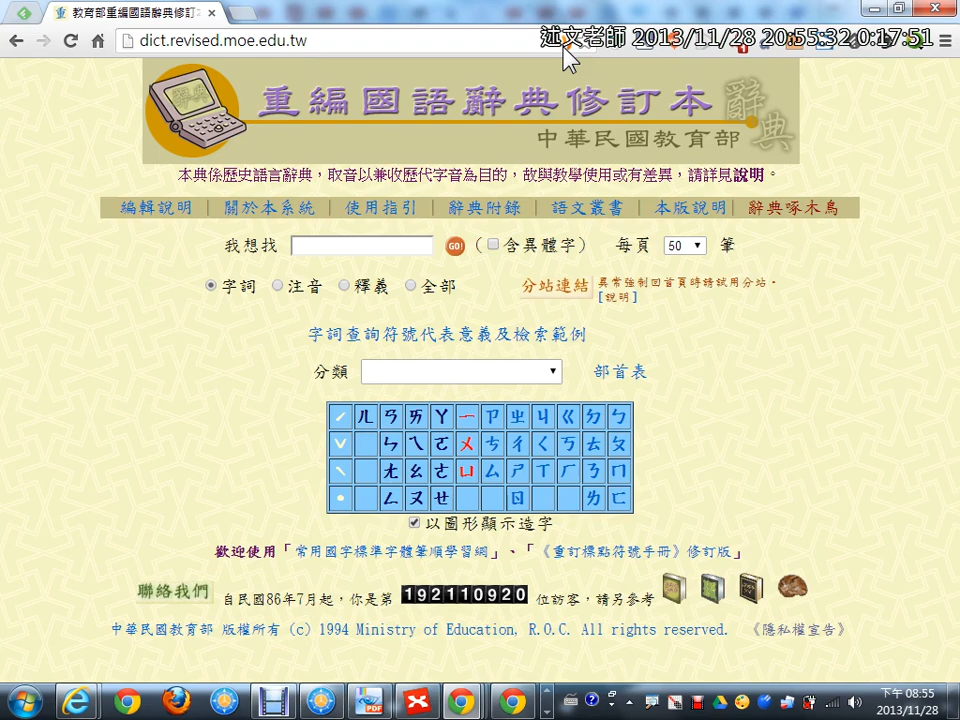 教育部重編國語辭典修訂
dict.revised.moe.edu.tw
述文老師 2013/11/28 20:55:32 0:17:51
重編國語辭典修訂本
中華民國教育部
本典係歷史語言辭典，取音以兼收歷代字音為目的，故與教學使用或有差異，請詳見說明。
編輯說明 | 關於本系統 | 使用指引 | 辭典附錄 | 語文叢書 | 本版說明 | 辭典啄木鳥
我想找 GO! (含異體字) 每頁 50 筆
字詞 注音 釋義 全部 分站連結 異常強制回首頁時請試用分站。
[說明]
字詞查詢符號代表意義及檢索範例
分類 部首表
ˊ ㄦ ㄢ ㄞ ㄚ ㄧ ㄗ ㄓ ㄐ ㄍ ㄉ ㄅ
ˇ ㄣ ㄟ ㄛ ㄨ ㄘ ㄔ ㄑ ㄎ ㄊ ㄆ
ˋ ㄤ ㄠ ㄜ ㄩ ㄙ ㄕ ㄒ ㄏ ㄋ ㄇ
˙ ㄥ ㄡ ㄝ ㄖ ㄌ ㄈ
以圖形顯示造字
歡迎使用「常用國字標準字體筆順學習網」、「《重訂標點符號手冊》修訂版」
聯絡我們 自民國86年7月起，你是第 192110920 位訪客，請另參考
中華民國教育部 版權所有 (c) 1994 Ministry of Education, R.O.C. All rights reserved. 《隱私權宣告》
下午 08:55
2013/11/28